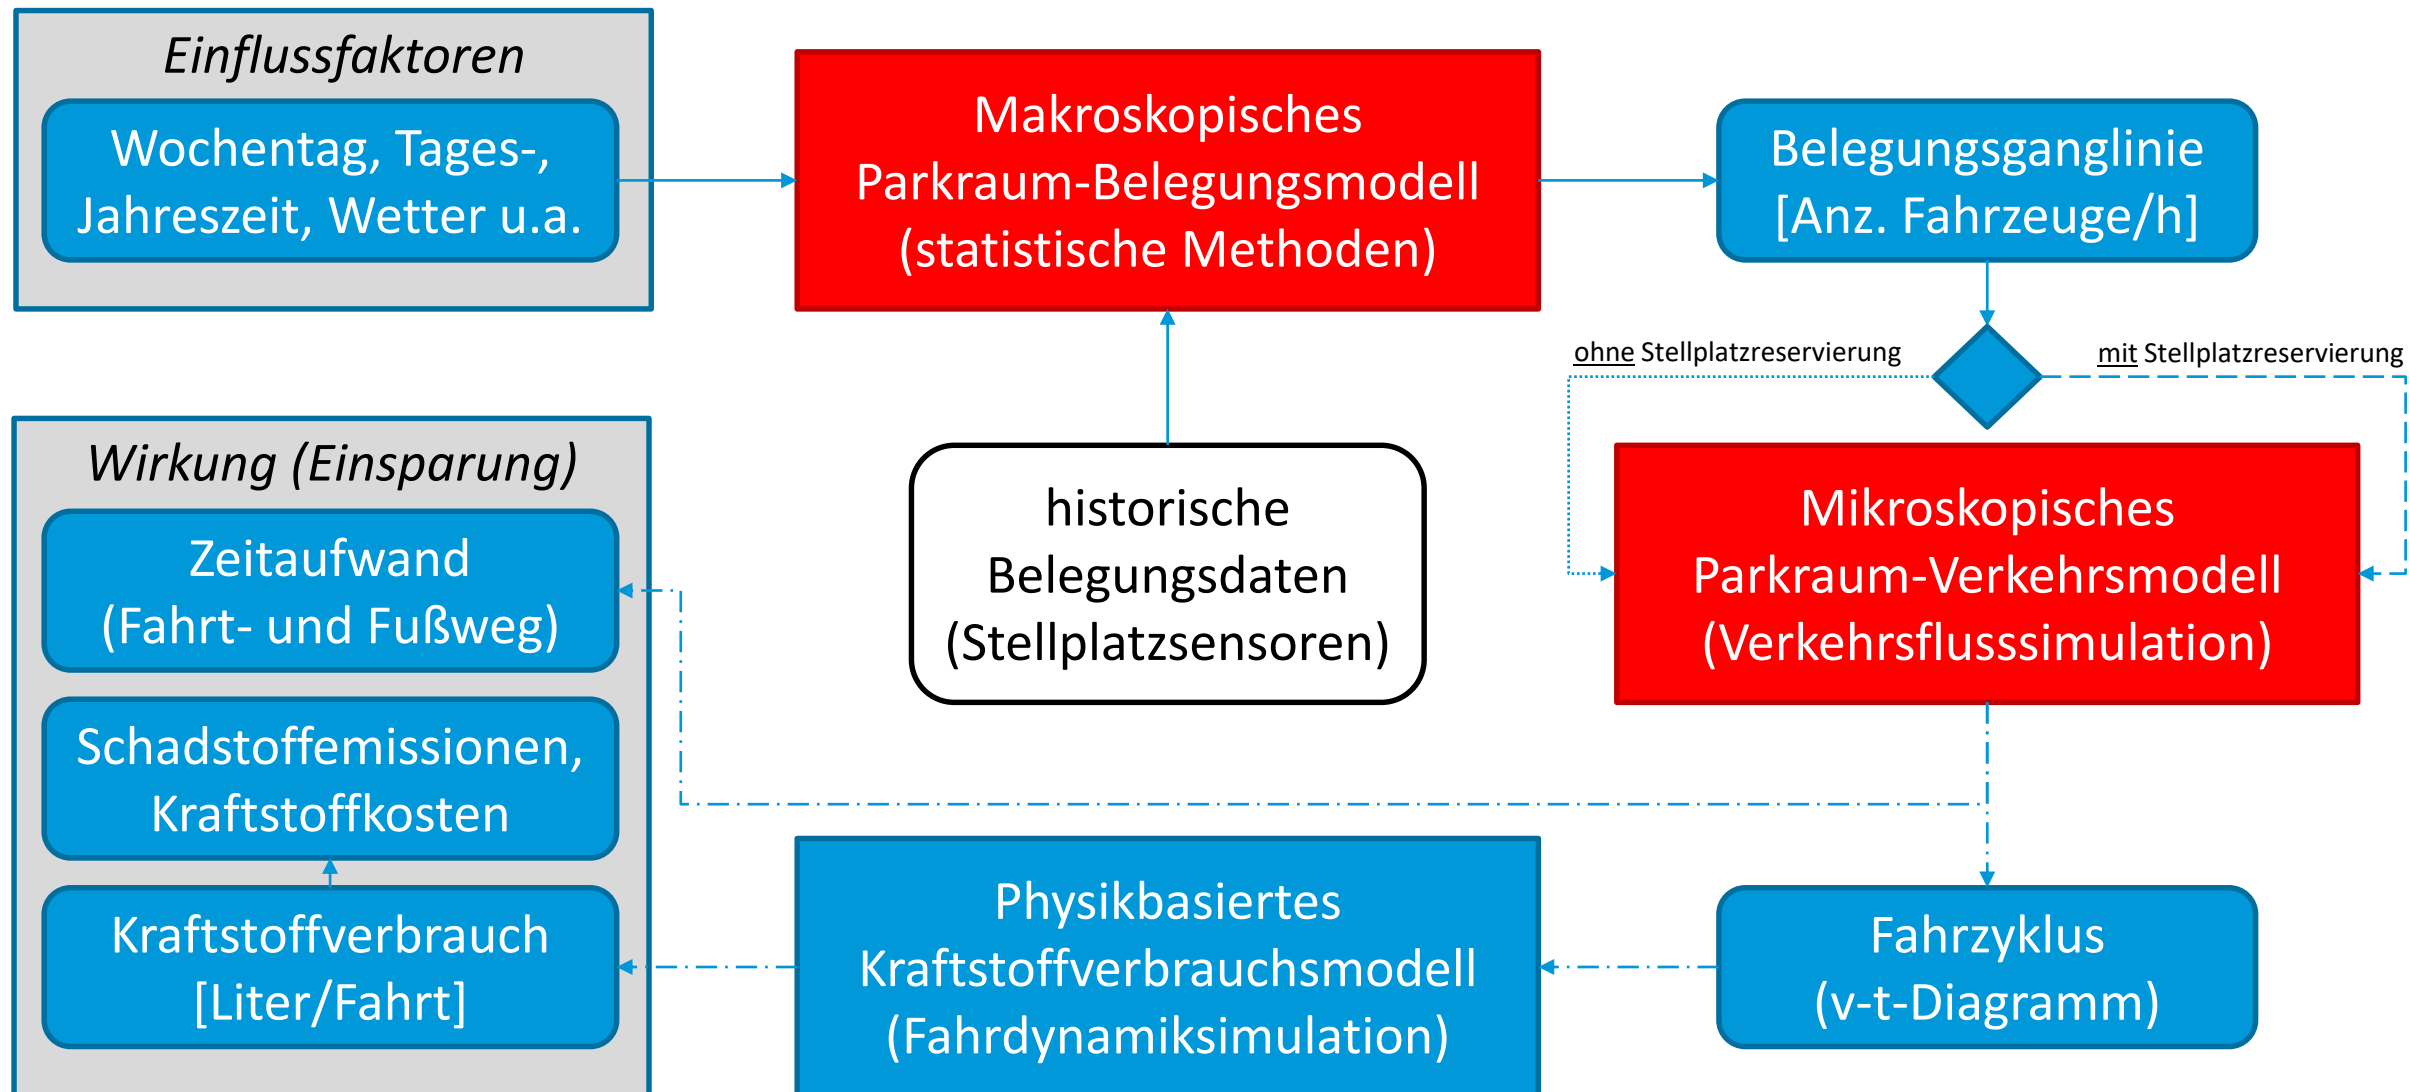 Einflussfaktoren
Wochentag, Tages-,
Jahreszeit, Wetter u.a.
Makroskopisches
Parkraum-Belegungsmodell
(statistische Methoden)
Belegungsganglinie
[Anz. Fahrzeuge/h]
ohne Stellplatzreservierung
mit Stellplatzreservierung
historische
Belegungsdaten
(Stellplatzsensoren)
Mikroskopisches
Parkraum-Verkehrsmodell
(Verkehrsflusssimulation)
Wirkung (Einsparung)
Zeitaufwand
(Fahrt- und Fußweg)
Schadstoffemissionen,
Kraftstoffkosten
Kraftstoffverbrauch
[Liter/Fahrt]
Physikbasiertes
Kraftstoffverbrauchsmodell
(Fahrdynamiksimulation)
Fahrzyklus
(v-t-Diagramm)